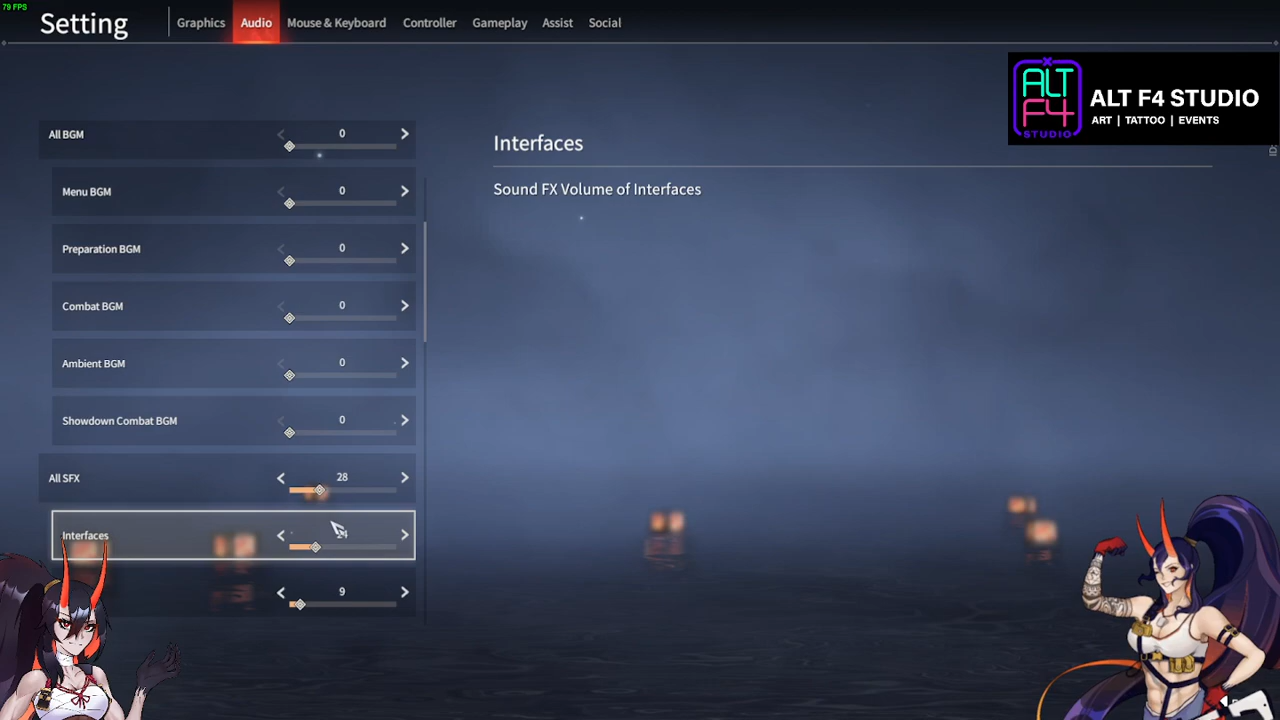 79 FPS
Setting
Graphics
Audio
Mouse & Keyboard
Controller
Gameplay
Assist
Social
ALT
F4
STUDIO
ALT F4 STUDIO
ART | TATTOO | EVENTS
All BGM
0
Menu BGM
0
Preparation BGM
0
Combat BGM
0
Ambient BGM
0
Showdown Combat BGM
0
All SFX
28
Interfaces
9
Interfaces
Sound FX Volume of Interfaces
ID: